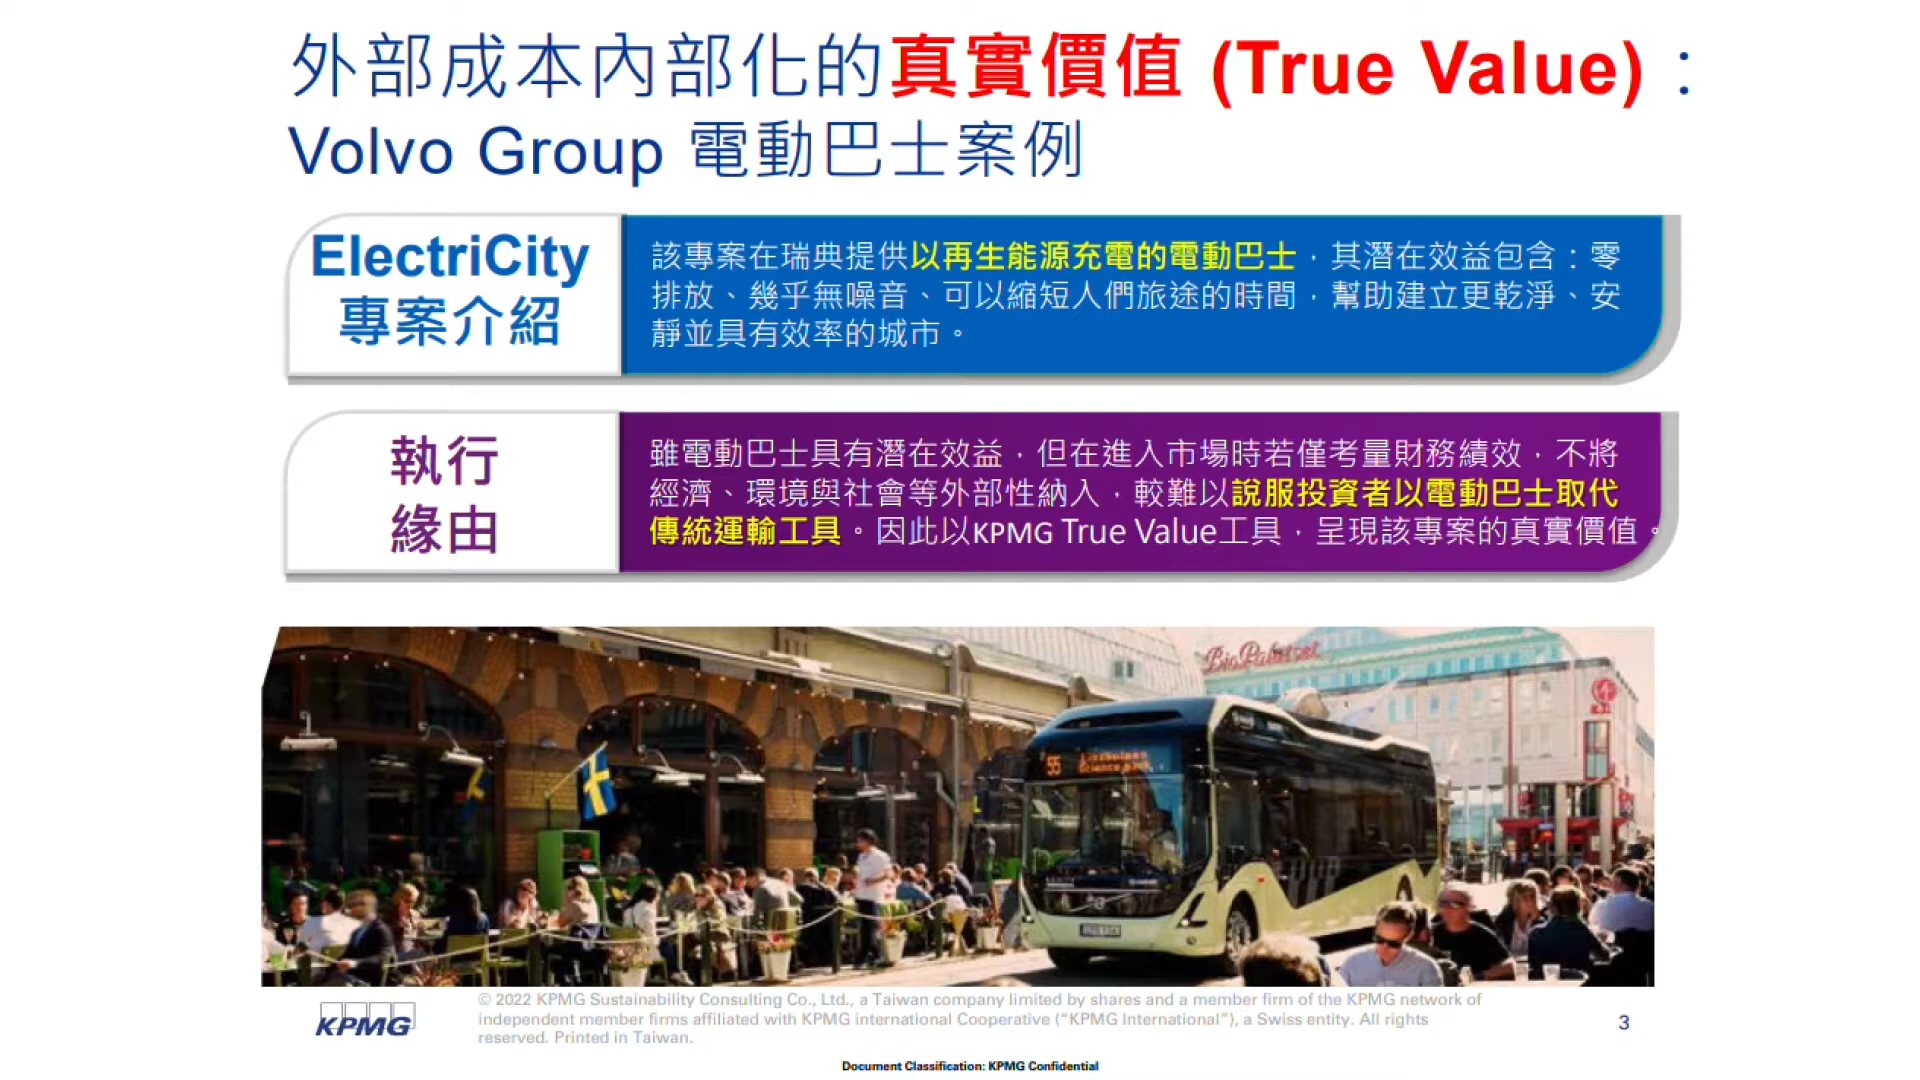 外部成本內部化的真實價值 (True Value)：
Volvo Group 電動巴士案例
ElectriCity
專案介紹
該專案在瑞典提供以再生能源充電的電動巴士，其潛在效益包含：零
排放、幾乎無噪音、可以縮短人們旅途的時間，幫助建立更乾淨、安
靜並具有效率的城市。
執行
緣由
雖電動巴士具有潛在效益，但在進入市場時若僅考量財務績效，不將
經濟、環境與社會等外部性納入，較難以說服投資者以電動巴士取代
傳統運輸工具。因此以KPMG True Value工具，呈現該專案的真實價值。
55
KPMG
© 2022 KPMG Sustainability Consulting Co., Ltd., a Taiwan company limited by shares and a member firm of the KPMG network of
independent member firms affiliated with KPMG international Cooperative (“KPMG International”), a Swiss entity. All rights
reserved. Printed in Taiwan.
3
Document Classification: KPMG Confidential